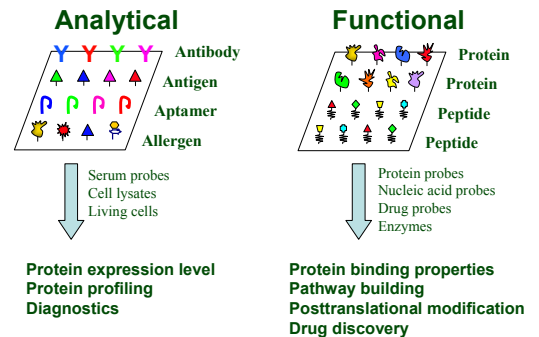 Analytical
Antibody
Antigen
Aptamer
Allergen
Serum probes
Cell lysates
Living cells
Protein expression level
Protein profiling
Diagnostics
Functional
Protein
Protein
Peptide
Peptide
Protein probes
Nucleic acid probes
Drug probes
Enzymes
Protein binding properties
Pathway building
Posttranslational modification
Drug discovery